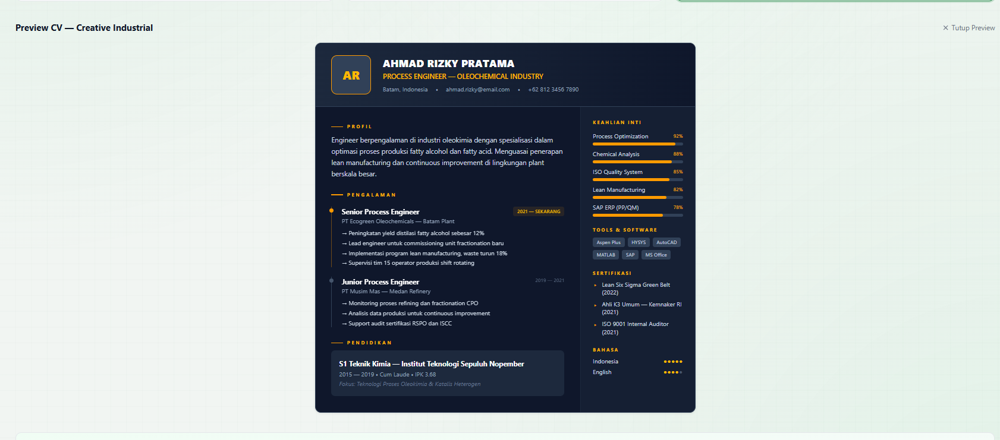 Preview CV — Creative Industrial
✕ Tutup Preview
AR
AHMAD RIZKY PRATAMA
PROCESS ENGINEER — OLEOCHEMICAL INDUSTRY
Batam, Indonesia • ahmad.rizky@email.com • +62 812 3456 7890
PROFIL
Engineer berpengalaman di industri oleokimia dengan spesialisasi dalam
optimasi proses produksi fatty alcohol dan fatty acid. Menguasai penerapan
lean manufacturing dan continuous improvement di lingkungan plant
berskala besar.
PENGALAMAN
Senior Process Engineer
2021 — SEKARANG
PT Ecogreen Oleochemicals — Batam Plant
→ Peningkatan yield distilasi fatty alcohol sebesar 12%
→ Lead engineer untuk commissioning unit fractionation baru
→ Implementasi program lean manufacturing, waste turun 18%
→ Supervisi tim 15 operator produksi shift rotating
Junior Process Engineer
2019 — 2021
PT Musim Mas — Medan Refinery
→ Monitoring proses refining dan fractionation CPO
→ Analisis data produksi untuk continuous improvement
→ Support audit sertifikasi RSPO dan ISCC
PENDIDIKAN
S1 Teknik Kimia — Institut Teknologi Sepuluh Nopember
2015 — 2019 • Cum Laude • IPK 3.68
Fokus: Teknologi Proses Oleokimia & Katalis Heterogen
KEAHLIAN INTI
Process Optimization 92%
Chemical Analysis 88%
ISO Quality System 85%
Lean Manufacturing 82%
SAP ERP (PP/QM) 78%
TOOLS & SOFTWARE
Aspen Plus HYSYS AutoCAD
MATLAB SAP MS Office
SERTIFIKASI
▸ Lean Six Sigma Green Belt
(2022)
▸ Ahli K3 Umum — Kemnaker RI
(2021)
▸ ISO 9001 Internal Auditor
(2021)
BAHASA
Indonesia
English